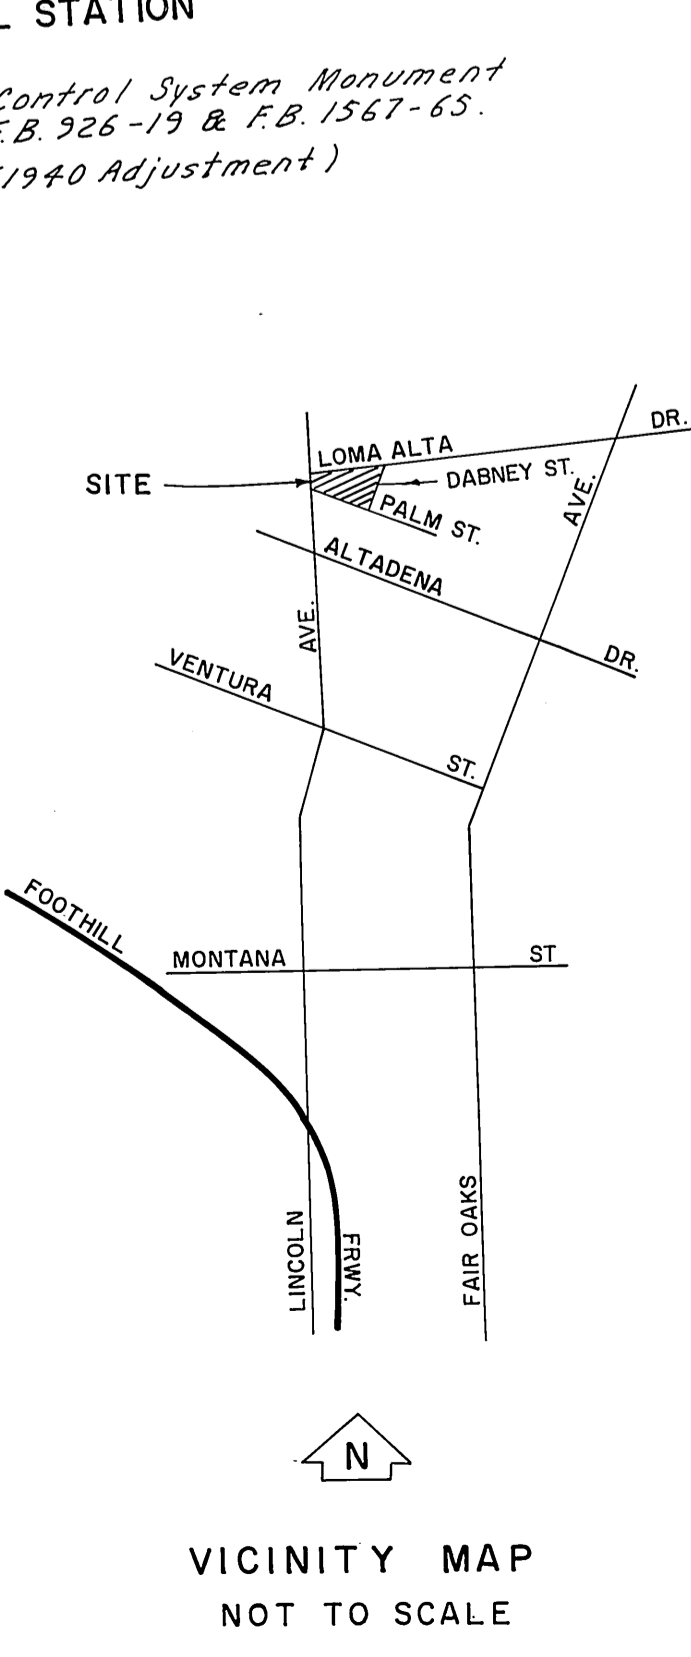 STATION
Control System Monument
F.B. 926-19 & F.B. 1567-65.
(1940 Adjustment)
DR.
LOMA ALTA
SITE
DABNEY ST.
AVE.
PALM ST.
ALTADENA
AVE.
DR.
VENTURA
ST.
FOOTHILL
MONTANA
ST
LINCOLN
FRWY.
FAIR OAKS
N
VICINITY MAP
NOT TO SCALE